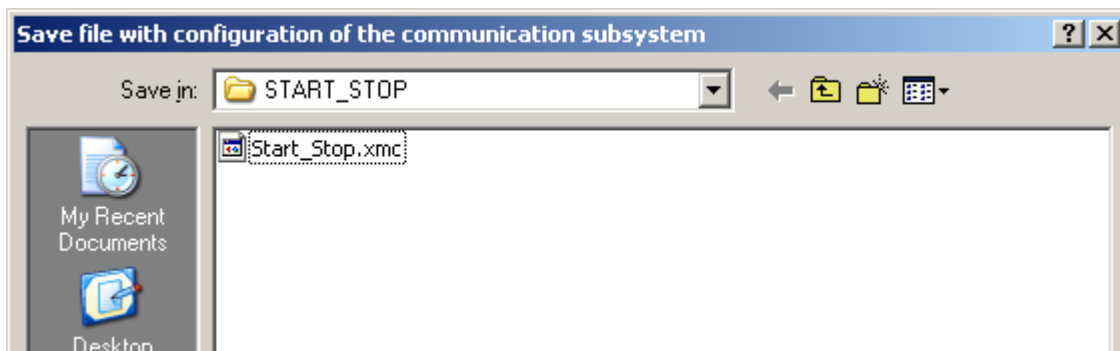 Save file with configuration of the communication subsystem
Save in: START_STOP
Start_Stop.xmc
My Recent
Documents
Desktop